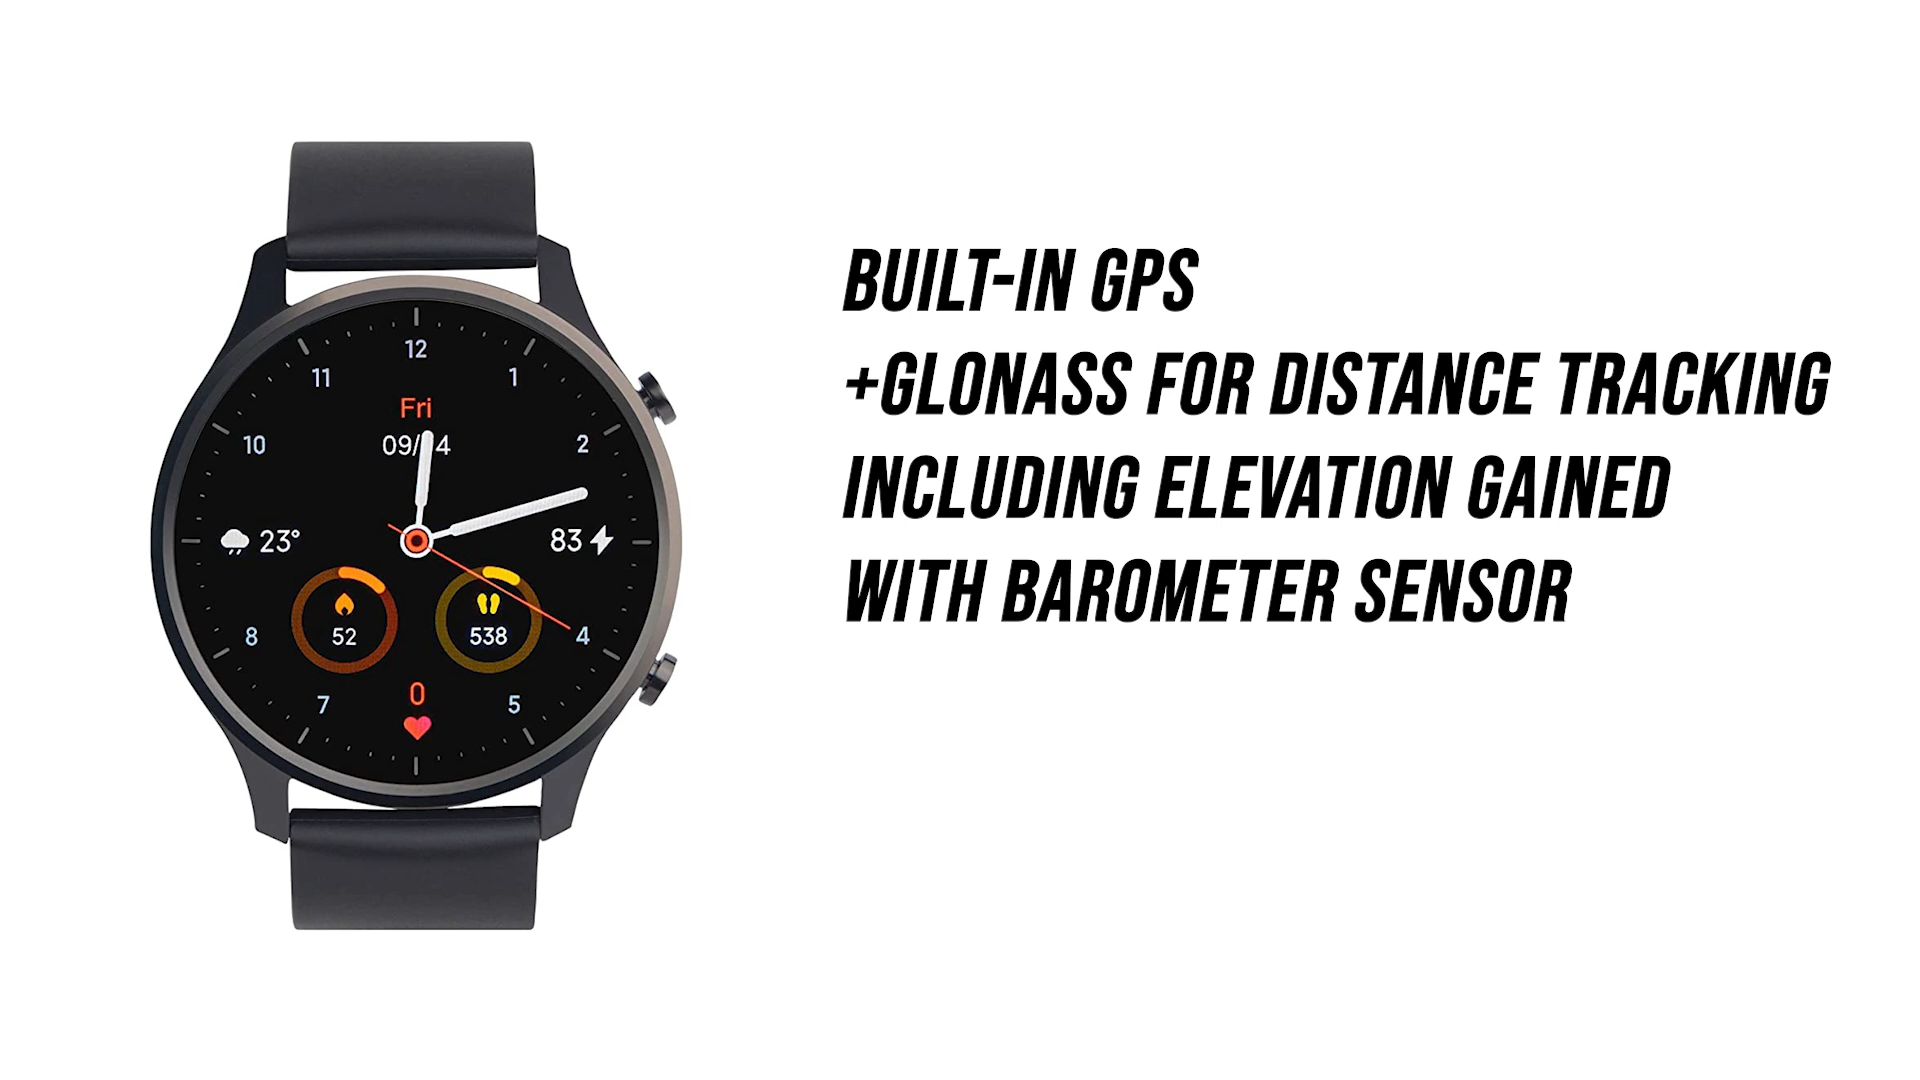 BUILT-IN GPS
+GLONASS FOR DISTANCE TRACKING
INCLUDING ELEVATION GAINED
WITH BAROMETER SENSOR
12
11
1
Fri
10
2
23°
83
52
538
8
4
0
7
5